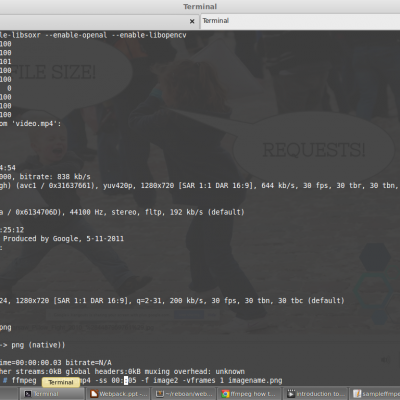 Terminal
Terminal
le-libsoxr --enable-openal --enable-libopencv
100
100
101
100
100
0
100
100
100
om 'video.mp4':
4:54
000, bitrate: 838 kb/s
gh) (avc1 / 0x31637661), yuv420p, 1280x720 [SAR 1:1 DAR 16:9], 644 kb/s, 30 fps, 30 tbr, 30 tbn,
a / 0x6134706D), 44100 Hz, stereo, fltp, 192 kb/s (default)
:25:12
Produced by Google, 5-11-2011
:
24, 1280x720 [SAR 1:1 DAR 16:9], q=2-31, 200 kb/s, 30 fps, 30 tbn, 30 tbc (default)
png
-> png (native))
ime=00:00:00.03 bitrate=N/A
her streams:0kB global headers:0kB muxing overhead: unknown
# ffmpeg mp4 -ss 00: 05 -f image2 -vframes 1 imagename.png
FILE SIZE!
REQUESTS!
Terminal
Terminal
Webpack.ppt -...
~/reboan/web...
ffmpeg how t...
introduction to...
sampleffmpe